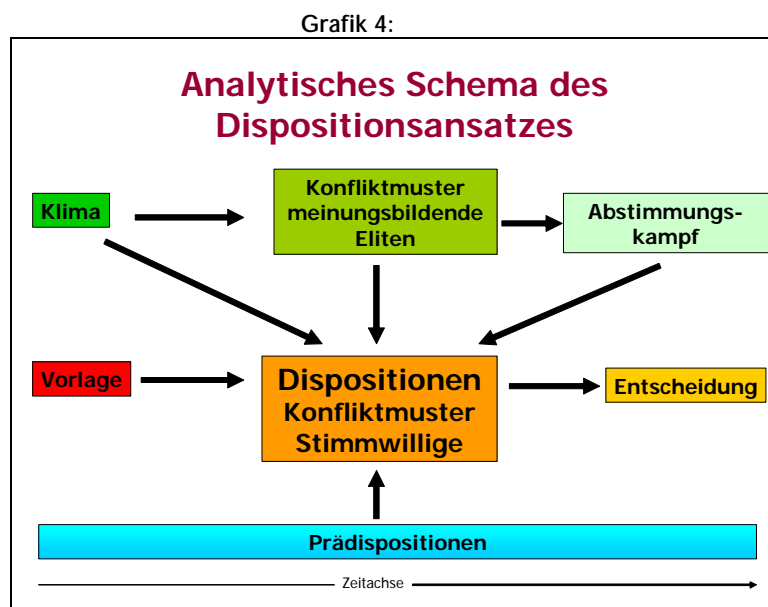 Grafik 4:
Analytisches Schema des
Dispositionsansatzes
Klima
Konfliktmuster
meinungsbildende
Eliten
Abstimmungs-
kampf
Vorlage
Dispositionen
Konfliktmuster
Stimmwillige
Entscheidung
Prädispositionen
Zeitachse